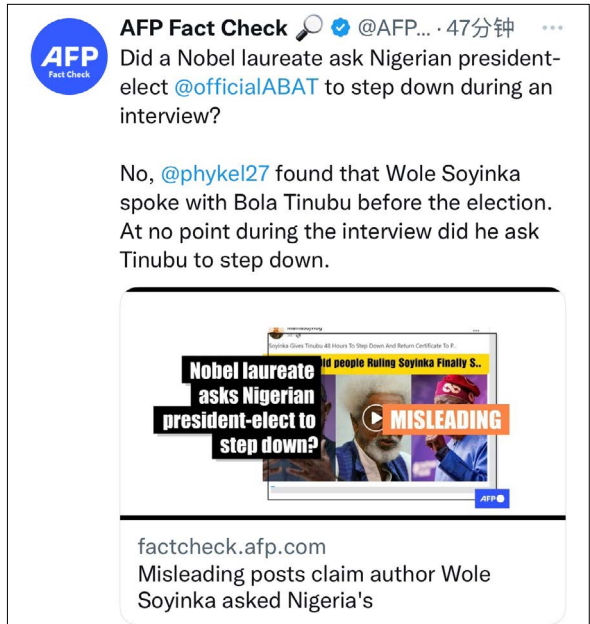 AFP Fact Check @AFP... · 47分钟 ...
AFP
Fact Check
Did a Nobel laureate ask Nigerian president-
elect @officialABAT to step down during an
interview?
No, @phykel27 found that Wole Soyinka
spoke with Bola Tinubu before the election.
At no point during the interview did he ask
Tinubu to step down.
Soyinka Gives Tinubu 48 Hours To Step Down And Return Certificate To P..
ld people Ruling Soyinka Finally S..
Nobel laureate
asks Nigerian
president-elect to
step down?
MISLEADING
AFP
factcheck.afp.com
Misleading posts claim author Wole
Soyinka asked Nigeria's